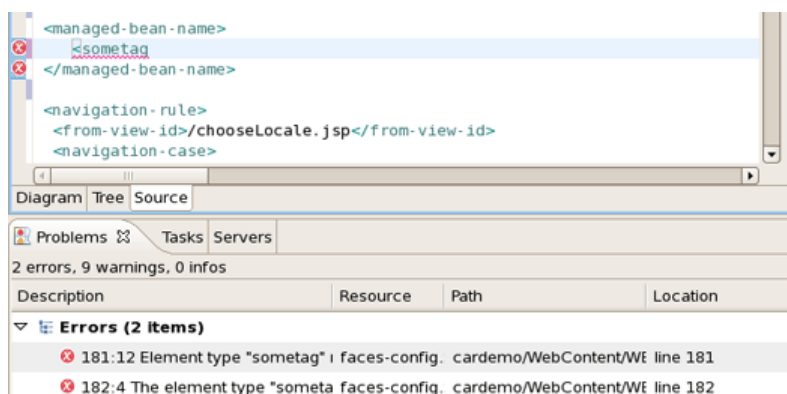 <managed-bean-name>
<sometag
</managed-bean-name>
<navigation-rule>
<from-view-id>/chooseLocale.jsp</from-view-id>
<navigation-case>
Diagram Tree Source
Problems Tasks Servers
2 errors, 9 warnings, 0 infos
Description Resource Path Location
Errors (2 items)
181:12 Element type "sometag" faces-config. cardemo/WebContent/WE line 181
182:4 The element type "someta faces-config. cardemo/WebContent/WE line 182